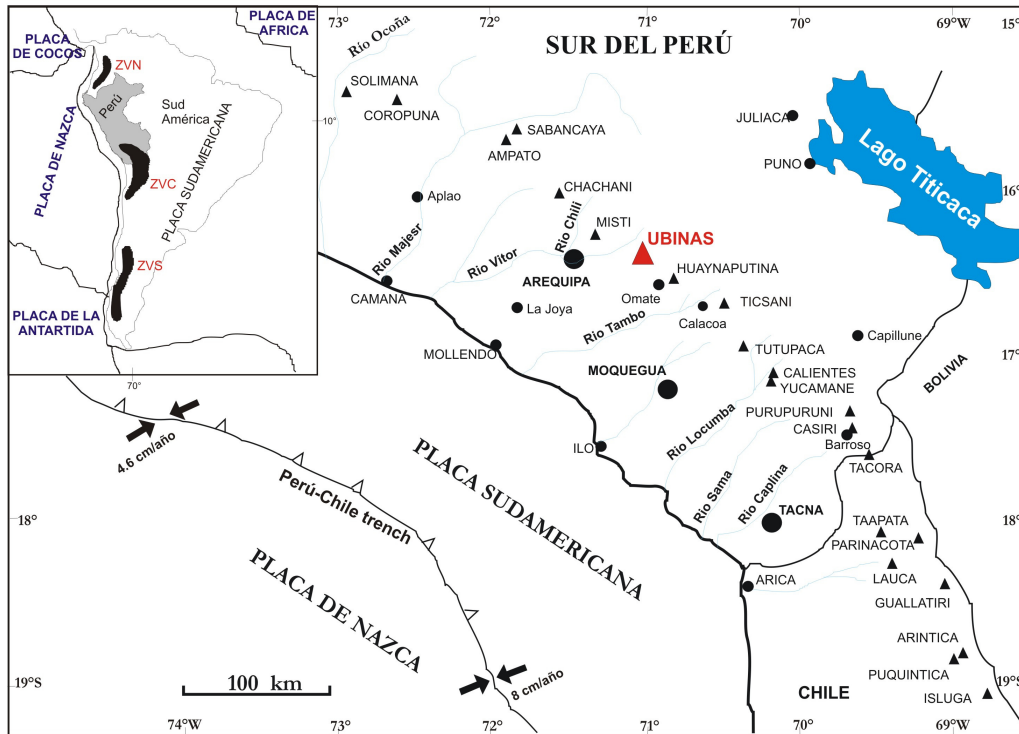 PLACA DE
AFRICA
PLACA
DE COCOS
ZVN
Perú
Sud
América
PLACA DE NAZCA
PLACA SUDAMERICANA
ZVC
ZVS
PLACA DE LA
ANTARTIDA
70°
73°
72°
71°
70°
69°W
15°
SUR DEL PERÚ
Río Ocoña
SOLIMANA
COROPUNA
10°
SABANCAYA
AMPATO
JULIACA
PUNO
Lago Titicaca
Aplao
CHACHANI
16°
MISTI
Rio Chili
UBINAS
Rio Majesr
Rio Vitor
AREQUIPA
HUAYNAPUTINA
CAMANA
Omate
La Joya
TICSANI
Calacoa
Rio Tambo
Capillune
MOLLENDO
TUTUPACA
17°
BOLIVIA
MOQUEGUA
CALIENTES
YUCAMANE
Rio Locumba
PURUPURUNI
CASIRI
Barroso
ILO
TACORA
4.6 cm/año
Perú-Chile trench
PLACA SUDAMERICANA
Rio Sama
Rio Caplina
TACNA
18°
18°
TAAPATA
PARINACOTA
PLACA DE NAZCA
ARICA
LAUCA
GUALLATIRI
ARINTICA
PUQUINTICA
8 cm/año
19°S
100 km
CHILE
ISLUGA
19°S
74°W
73°
72°
71°
70°
69°W